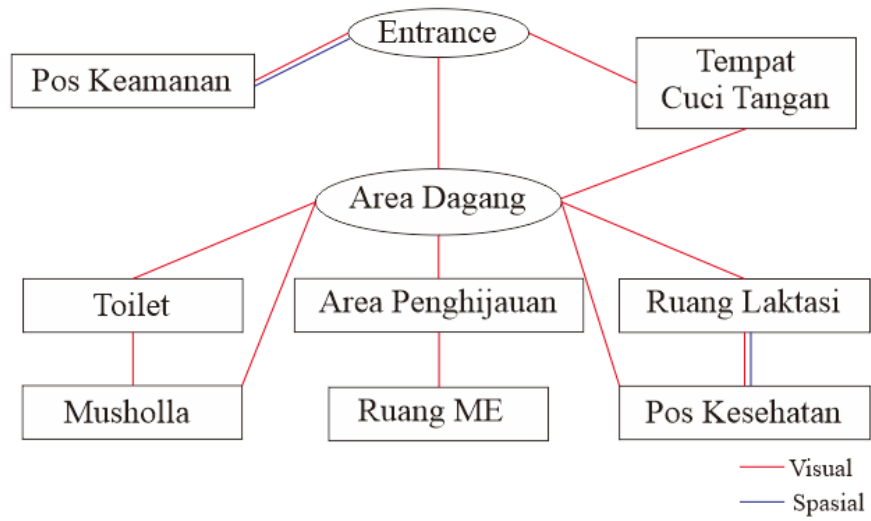 Entrance
Pos Keamanan
Tempat
Cuci Tangan
Area Dagang
Toilet
Area Penghijauan
Ruang Laktasi
Musholla
Ruang ME
Pos Kesehatan
Visual
Spasial